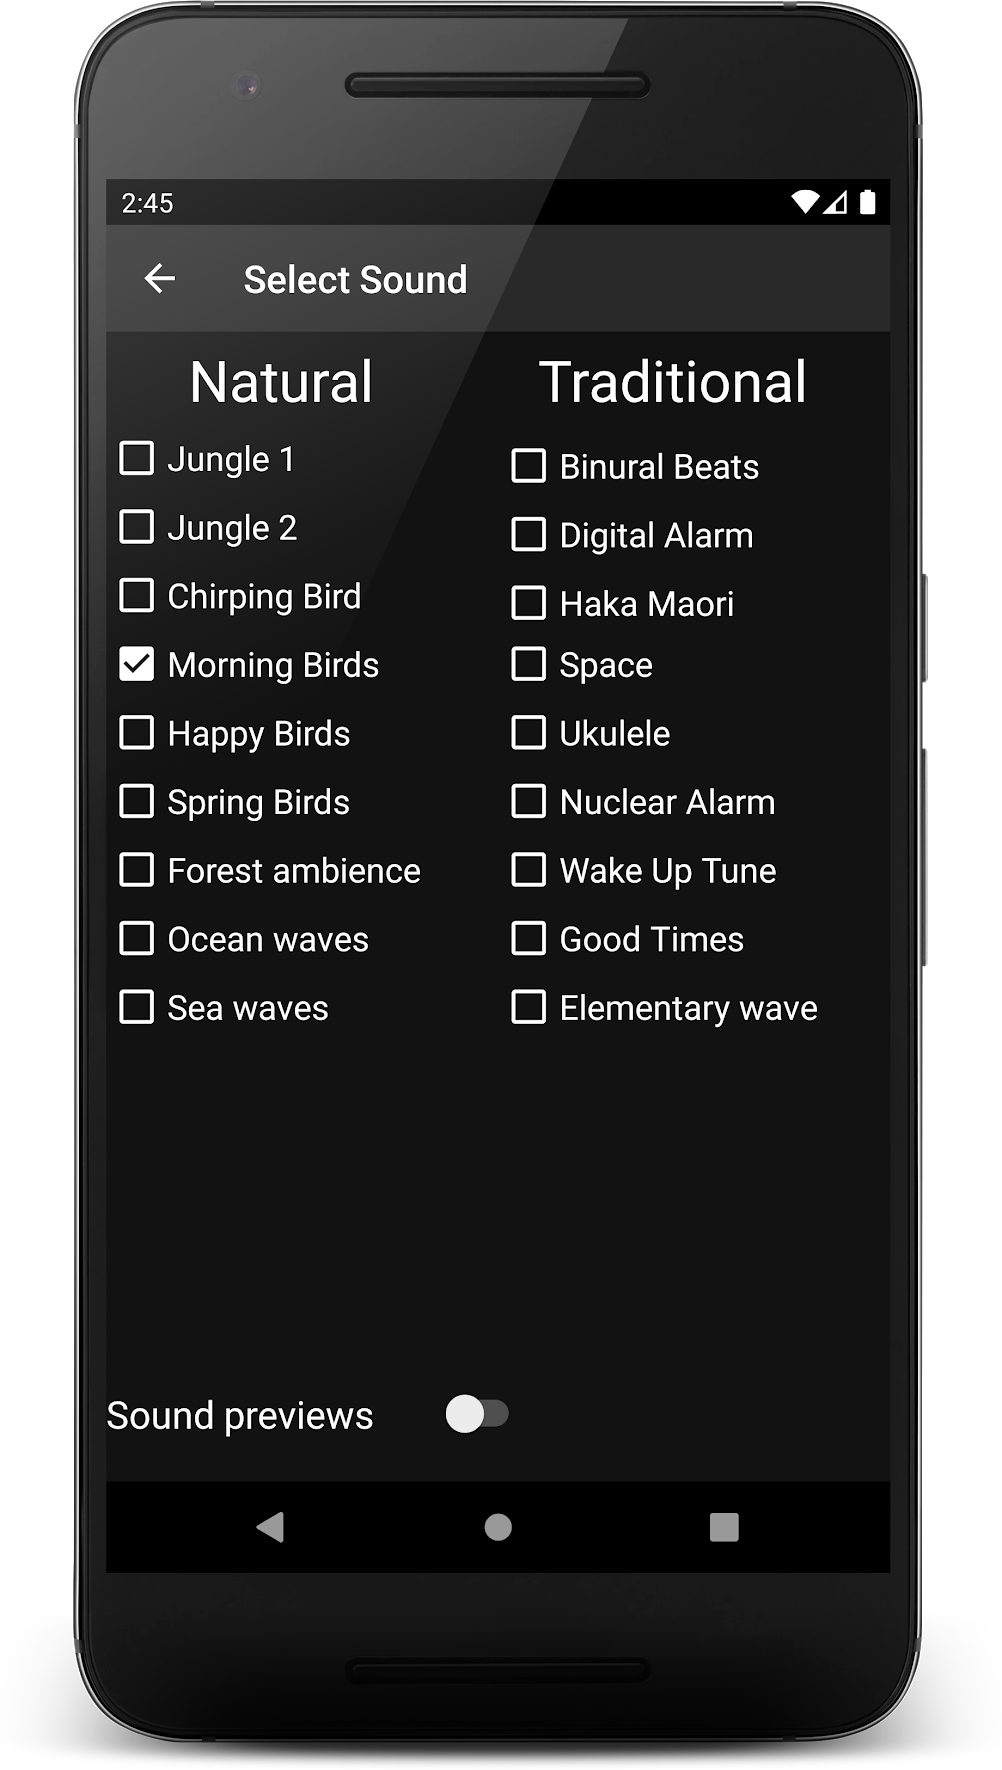 2:45
Select Sound
Natural
Jungle 1
Jungle 2
Chirping Bird
Morning Birds
Happy Birds
Spring Birds
Forest ambience
Ocean waves
Sea waves
Traditional
Binural Beats
Digital Alarm
Haka Maori
Space
Ukulele
Nuclear Alarm
Wake Up Tune
Good Times
Elementary wave
Sound previews